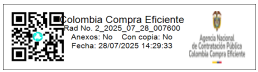 Colombia Compra Eficiente
Rad No. 2_2025_07_28_007600
Anexos: No Con copia: No
Fecha: 28/07/2025 14:29:33
Agencia Nacional
de Contratación Pública
Colombia Compra Eficiente